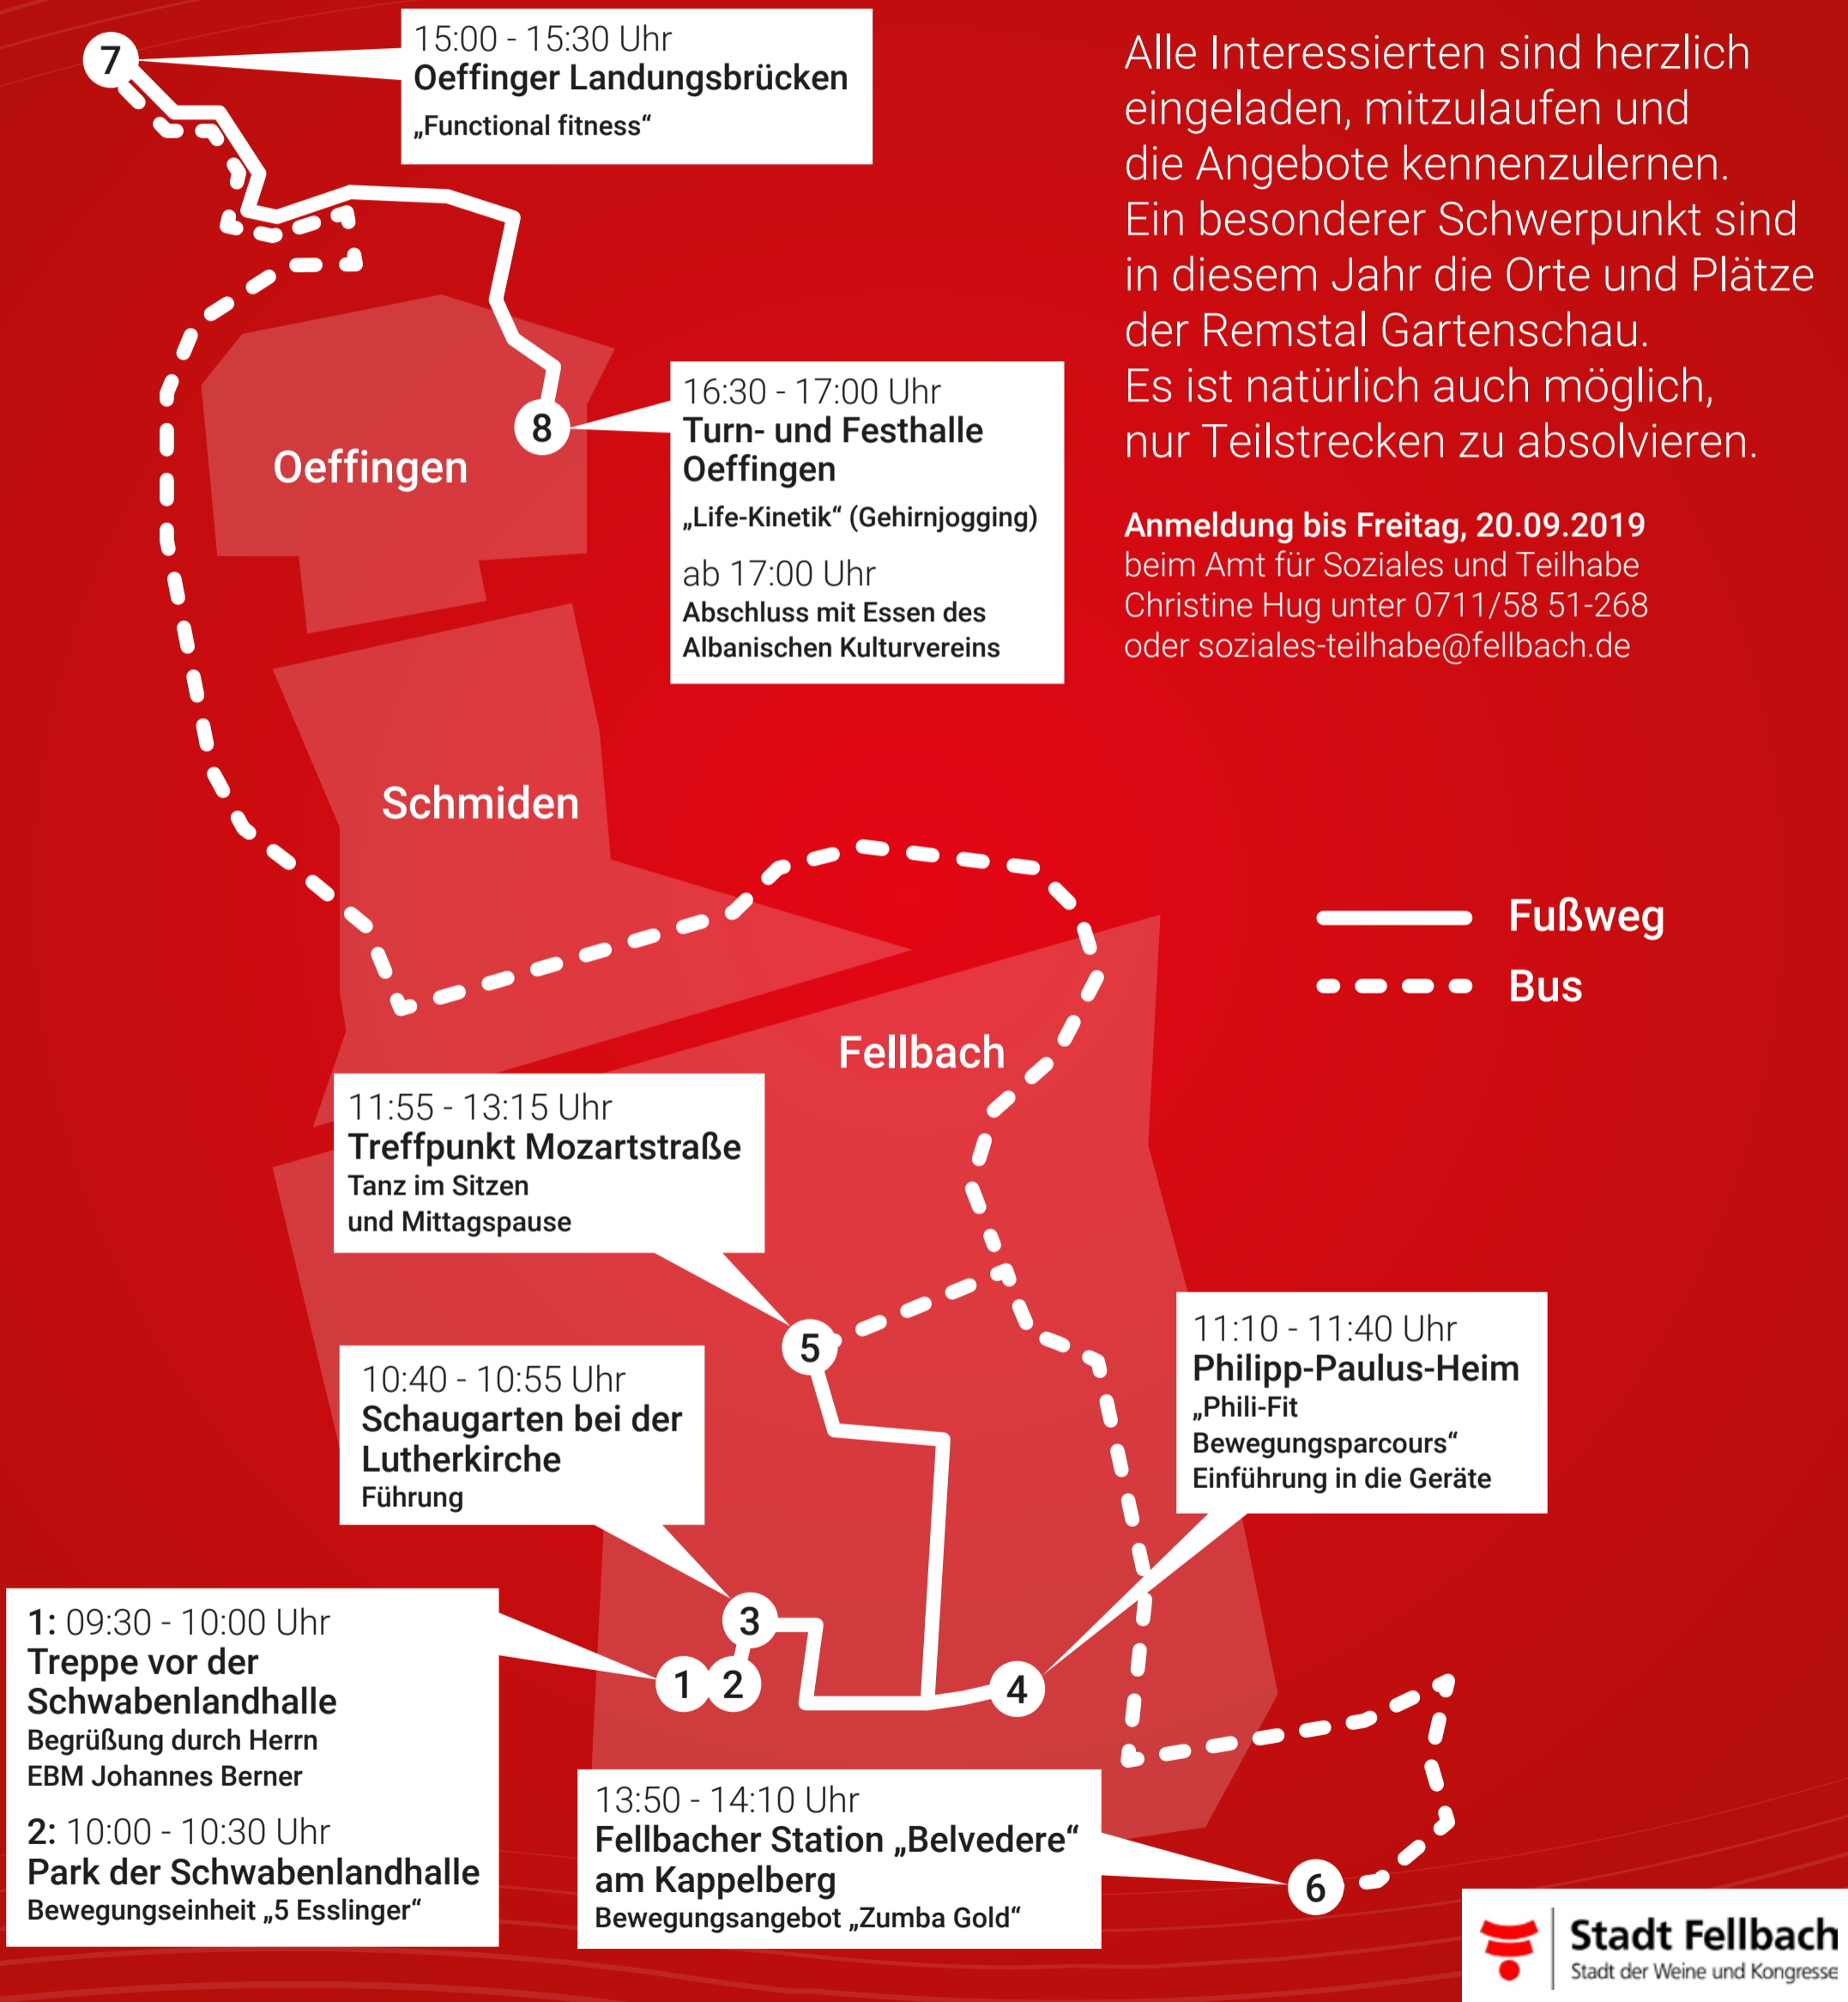 7
15:00 - 15:30 Uhr
Oeffinger Landungsbrücken
„Functional fitness“
Alle Interessierten sind herzlich
eingeladen, mitzulaufen und
die Angebote kennenzulernen.
Ein besonderer Schwerpunkt sind
in diesem Jahr die Orte und Plätze
der Remstal Gartenschau.
Es ist natürlich auch möglich,
nur Teilstrecken zu absolvieren.
Anmeldung bis Freitag, 20.09.2019
beim Amt für Soziales und Teilhabe
Christine Hug unter 0711/58 51-268
oder soziales-teilhabe@fellbach.de
8
16:30 - 17:00 Uhr
Turn- und Festhalle
Oeffingen
„Life-Kinetik“ (Gehirnjogging)
ab 17:00 Uhr
Abschluss mit Essen des
Albanischen Kulturvereins
Oeffingen
Schmiden
Fußweg
Bus
Fellbach
11:55 - 13:15 Uhr
Treffpunkt Mozartstraße
Tanz im Sitzen
und Mittagspause
5
10:40 - 10:55 Uhr
Schaugarten bei der
Lutherkirche
Führung
11:10 - 11:40 Uhr
Philipp-Paulus-Heim
„Phili-Fit
Bewegungsparcours“
Einführung in die Geräte
3
1 2
4
1: 09:30 - 10:00 Uhr
Treppe vor der
Schwabenlandhalle
Begrüßung durch Herrn
EBM Johannes Berner
2: 10:00 - 10:30 Uhr
Park der Schwabenlandhalle
Bewegungseinheit „5 Esslinger“
13:50 - 14:10 Uhr
Fellbacher Station „Belvedere“
am Kappelberg
Bewegungsangebot „Zumba Gold“
6
Stadt Fellbach
Stadt der Weine und Kongresse